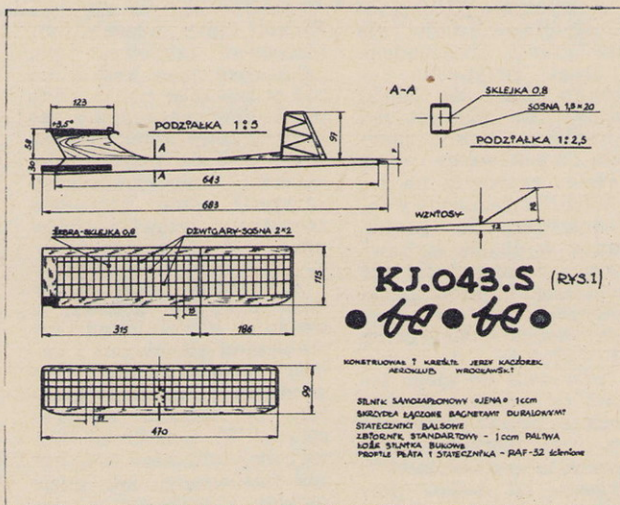 123
+3,5°
PODZIAŁKA 1:5
A
A
58
30
97
7
643
683
A-A
SKLEJKA 0,8
SOSNA 1,5×20
PODZIAŁKA 1:2,5
WZNIOSY
12
ŻEBRA-SKLEJKA 0,8
DŹWIGARY-SOSNA 2×2
115
15
315
186
KJ.043.S (RYS.1)
be be
KONSTRUOWAŁ I KREŚLIŁ JERZY KACZOREK
AEROKLUB WROCŁAWSKI
99
470
SILNIK SAMOZAPŁONOWY "JENA" 1ccm
SKRZYDŁA ŁĄCZONE BAGNETAMI DURALOWYMI
STATECZNIKI BALSOWE
ZBIORNIK STANDARTOWY - 1ccm PALIWA
ŁOŻE SILNIKA BUKOWE
PROFILE PŁATA I STATECZNIKA - RAF-32 ścienione